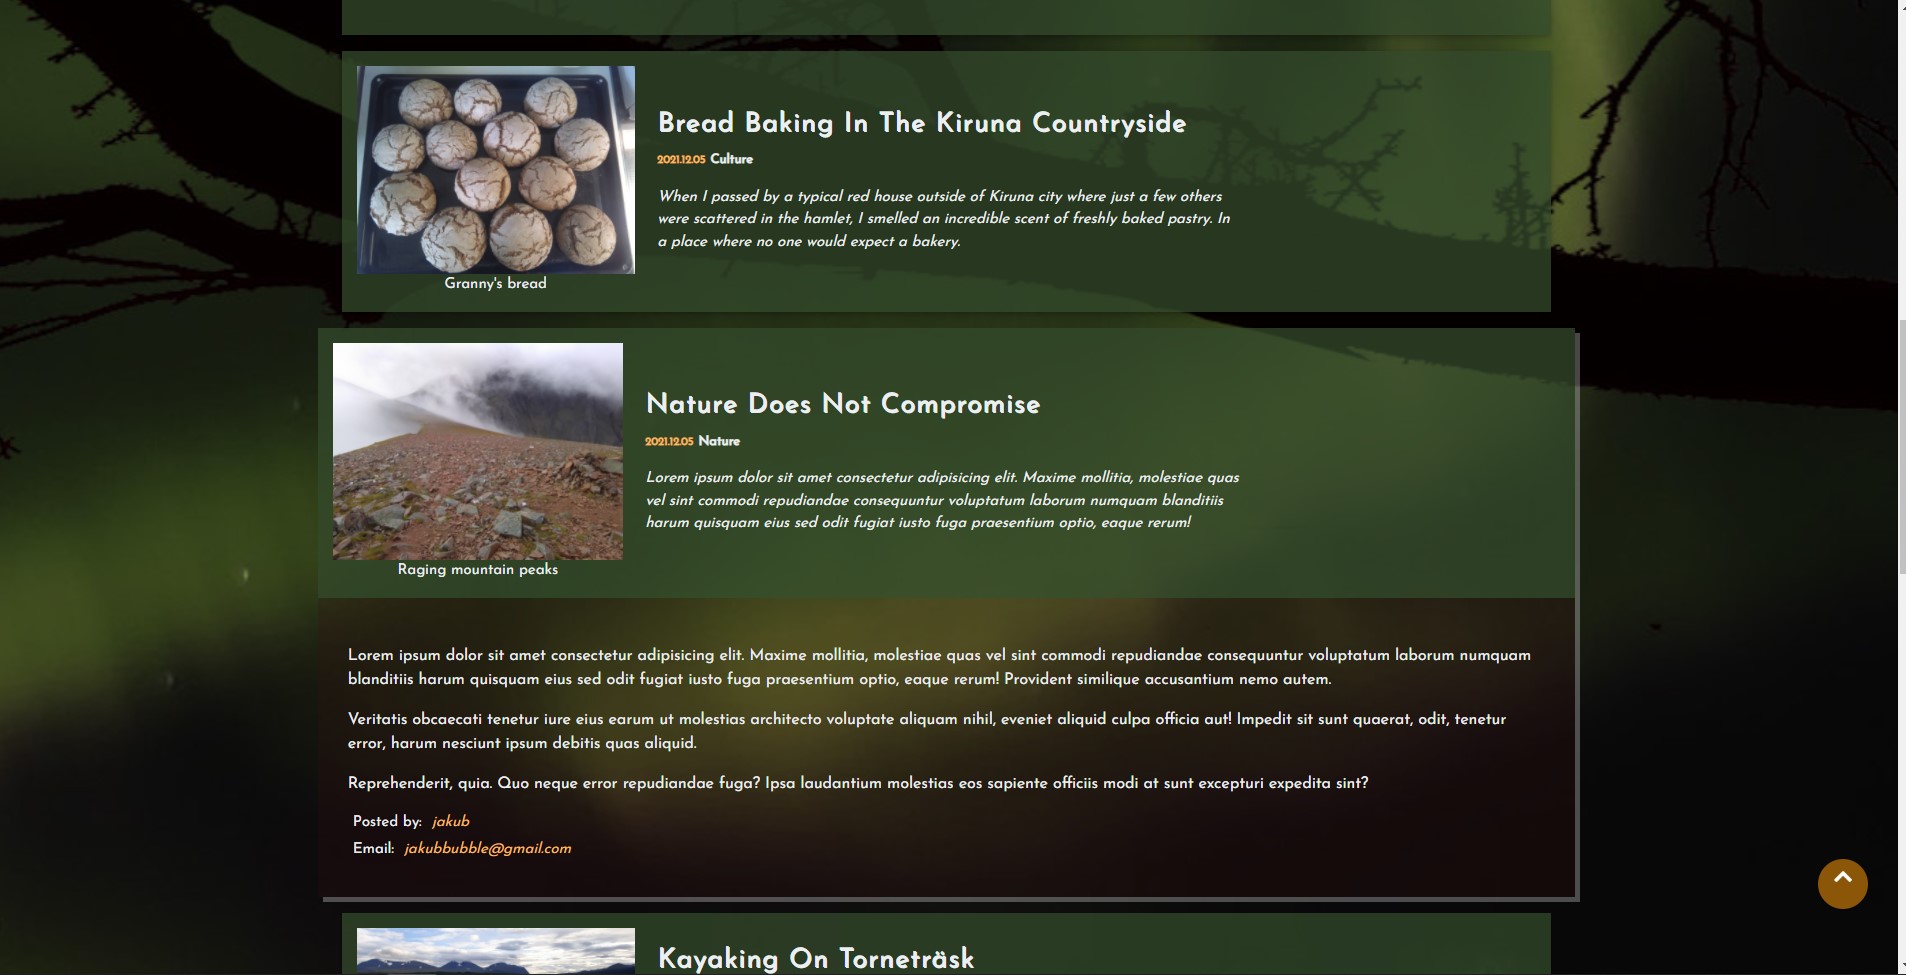 Bread Baking In The Kiruna Countryside
2021.12.05 Culture
When I passed by a typical red house outside of Kiruna city where just a few others
were scattered in the hamlet, I smelled an incredible scent of freshly baked pastry. In
a place where no one would expect a bakery.
Granny's bread
Nature Does Not Compromise
2021.12.05 Nature
Lorem ipsum dolor sit amet consectetur adipisicing elit. Maxime mollitia, molestiae quas
vel sint commodi repudiandae consequuntur voluptatum laborum numquam blanditiis
harum quisquam eius sed odit fugiat iusto fuga praesentium optio, eaque rerum!
Raging mountain peaks
Lorem ipsum dolor sit amet consectetur adipisicing elit. Maxime mollitia, molestiae quas vel sint commodi repudiandae consequuntur voluptatum laborum numquam
blanditiis harum quisquam eius sed odit fugiat iusto fuga praesentium optio, eaque rerum! Provident similique accusantium nemo autem.
Veritatis obcaecati tenetur iure eius earum ut molestias architecto voluptate aliquam nihil, eveniet aliquid culpa officia aut! Impedit sit sunt quaerat, odit, tenetur
error, harum nesciunt ipsum debitis quas aliquid.
Reprehenderit, quia. Quo neque error repudiandae fuga? Ipsa laudantium molestias eos sapiente officiis modi at sunt excepturi expedita sint?
Posted by: jakub
Email: jakubbubble@gmail.com
Kayaking On Torneträsk